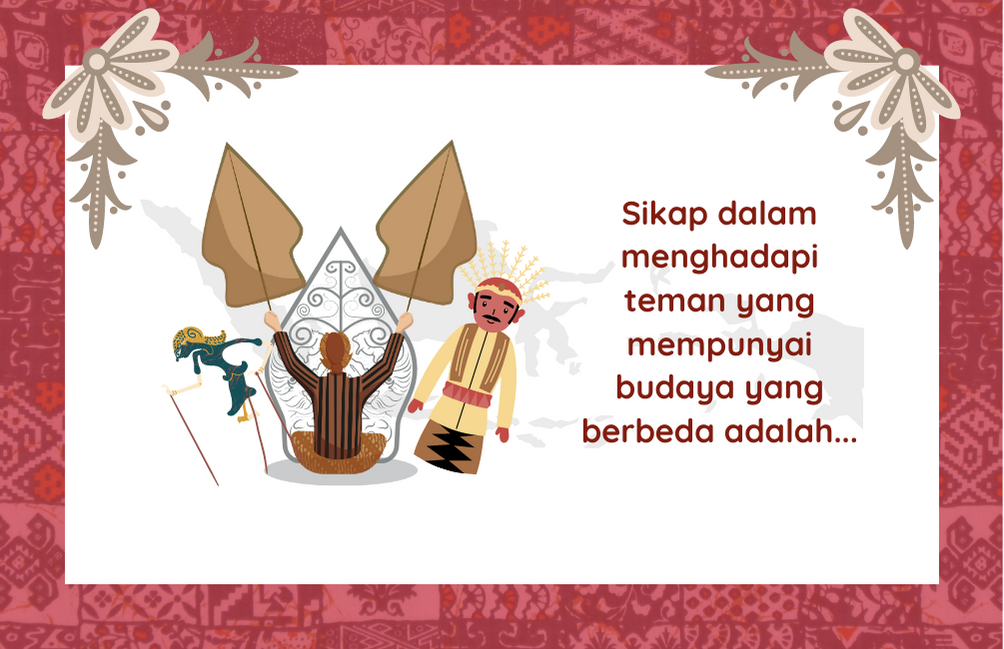 Sikap dalam
menghadapi
teman yang
mempunyai
budaya yang
berbeda adalah...